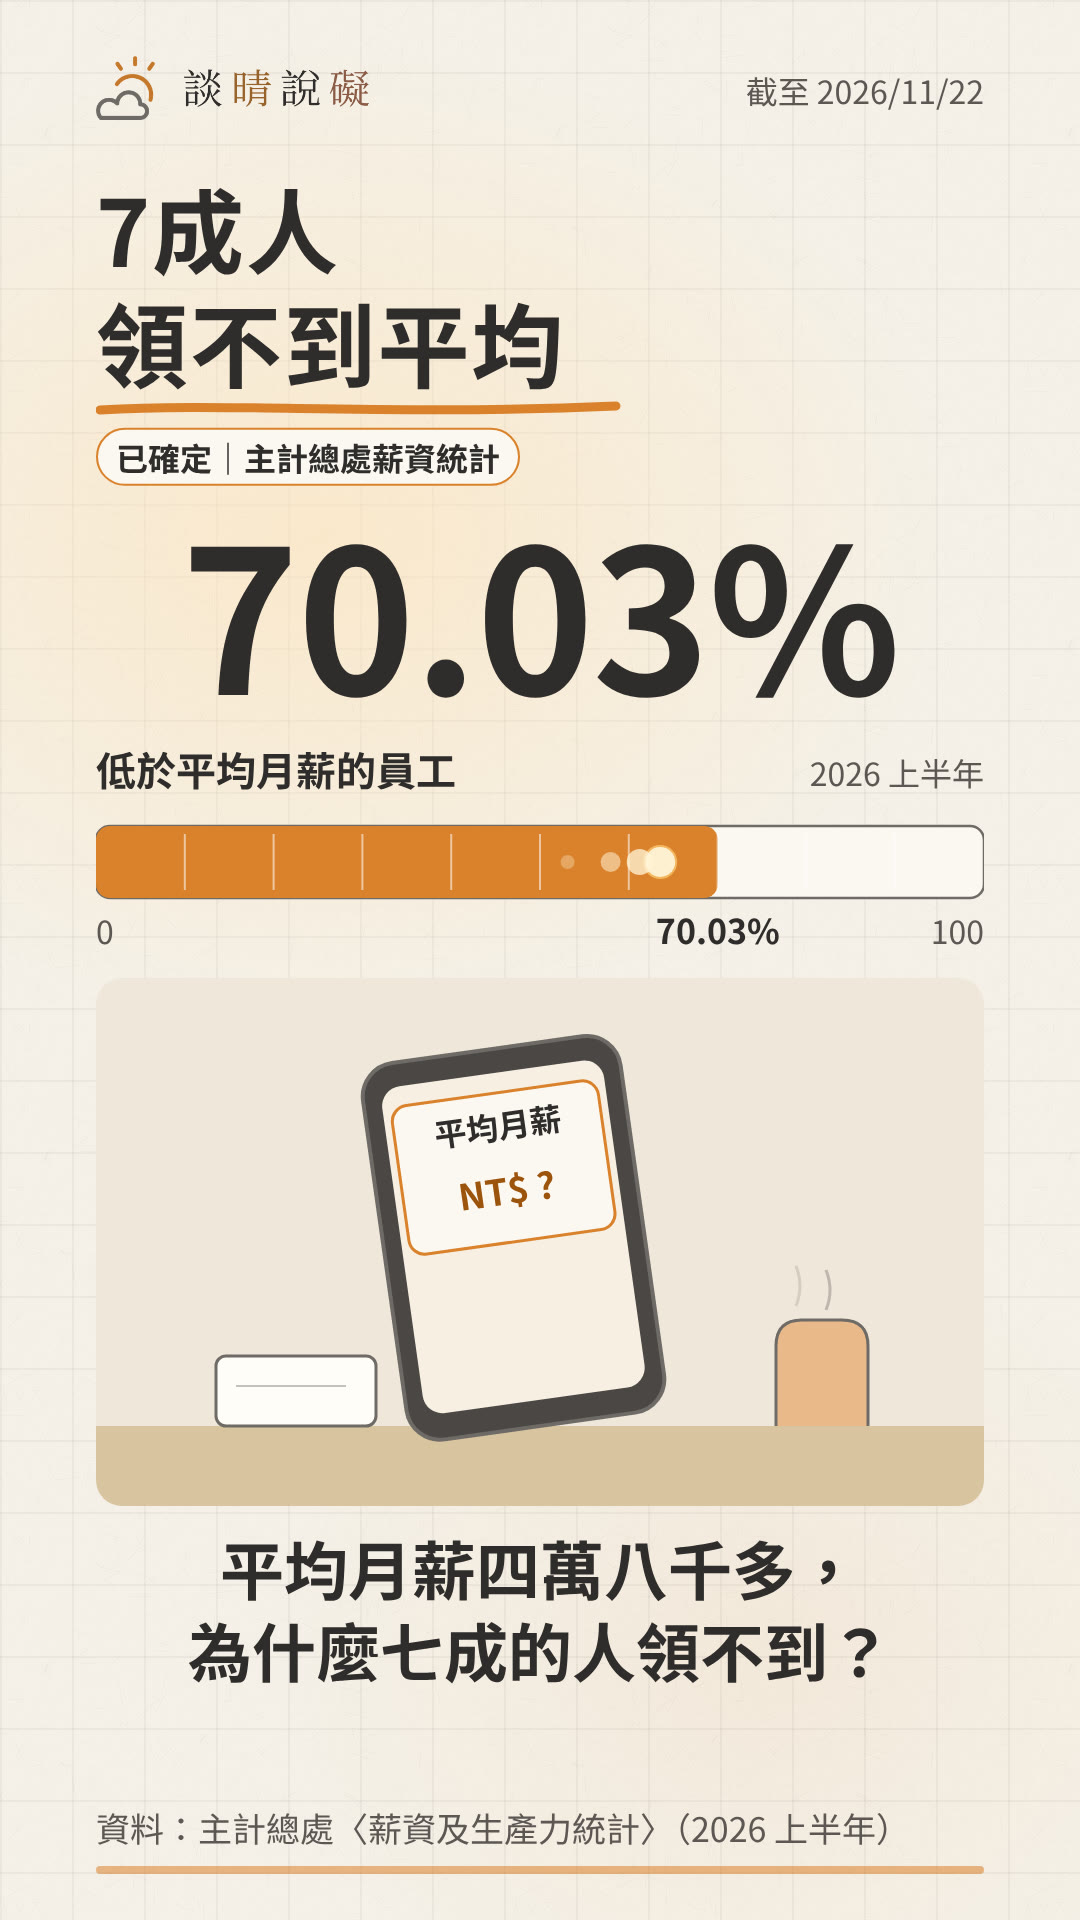 談晴說礙
截至 2026/11/22
7成人
領不到平均
已確定｜主計總處薪資統計
70.03%
低於平均月薪的員工
2026 上半年
0
70.03%
100
平均月薪
NT$ ?
平均月薪四萬八千多，
為什麼七成的人領不到？
資料：主計總處〈薪資及生產力統計〉（2026 上半年）